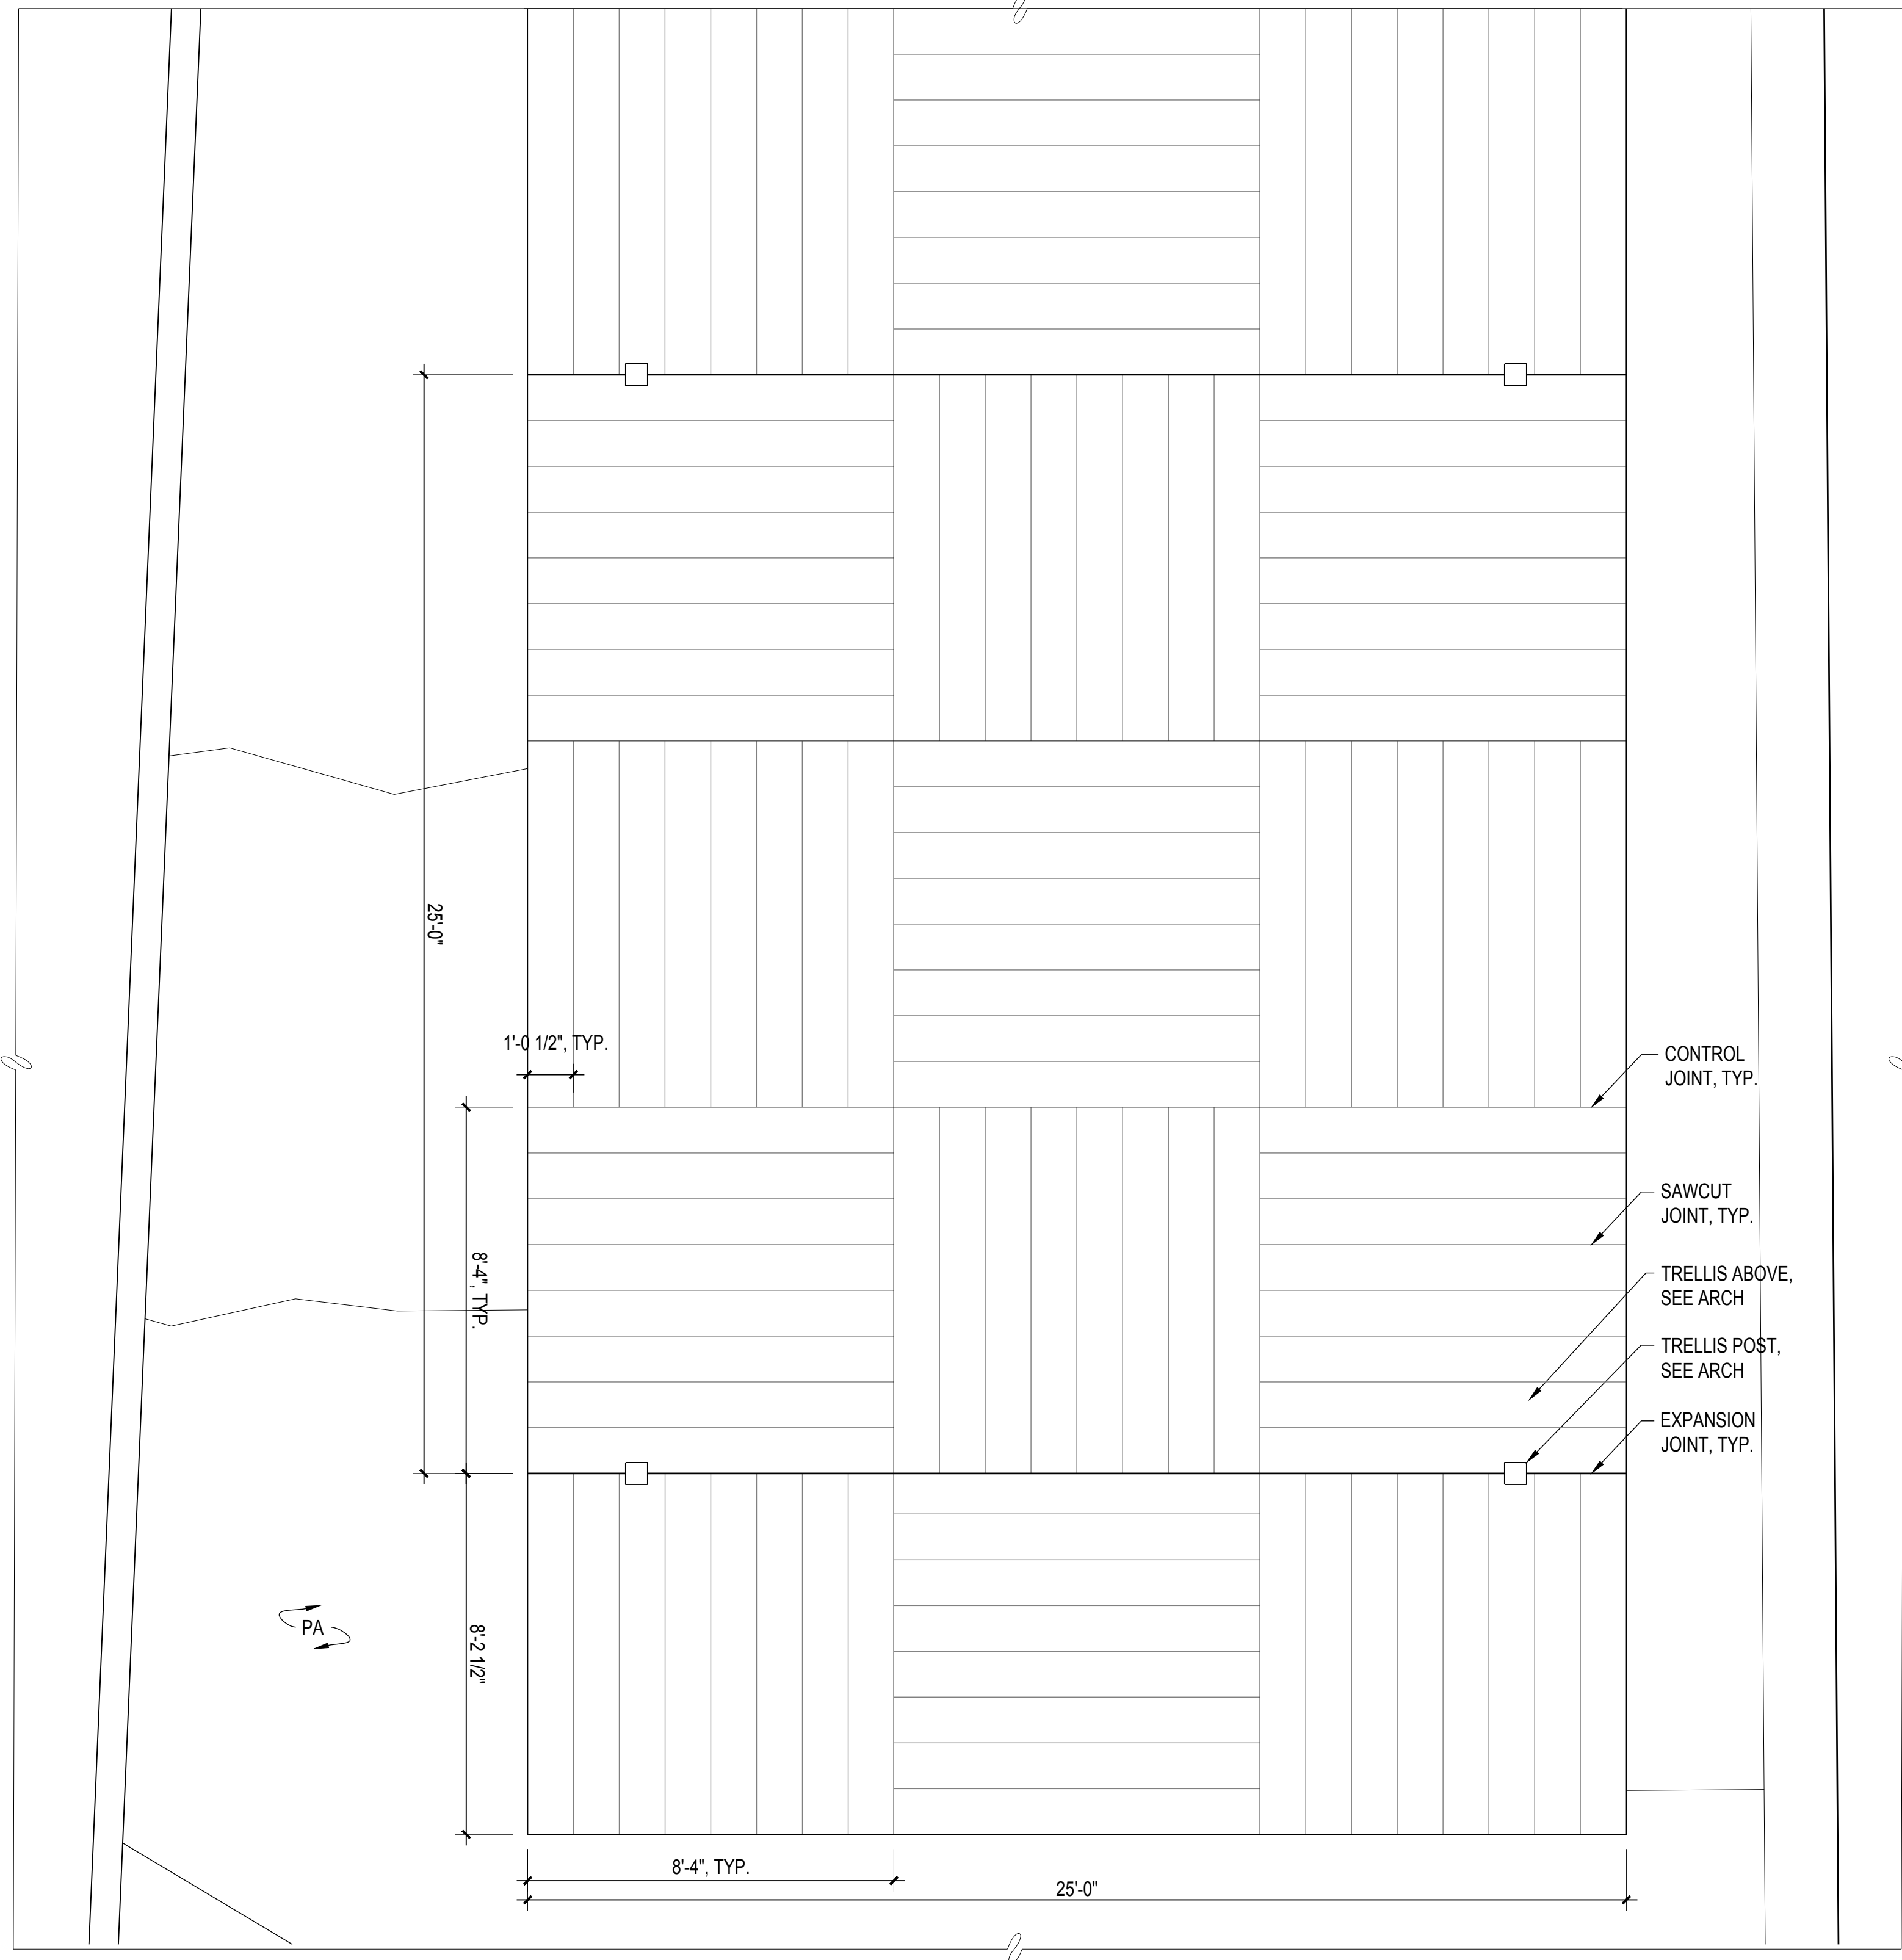 25'-0"
1'-0 1/2", TYP.
CONTROL
JOINT, TYP.
SAWCUT
JOINT, TYP.
8'-4", TYP.
TRELLIS ABOVE,
SEE ARCH
TRELLIS POST,
SEE ARCH
EXPANSION
JOINT, TYP.
PA
8'-2 1/2"
8'-4", TYP.
25'-0"